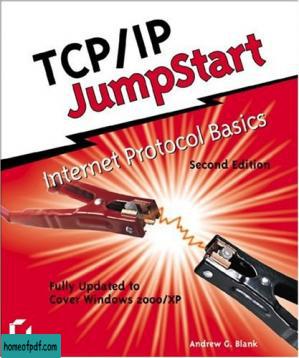 TCP/IP
JumpStart
Internet Protocol Basics
Second Edition
Fully Updated to
Cover Windows 2000/XP
Andrew G. Blank
homeofpdf.com